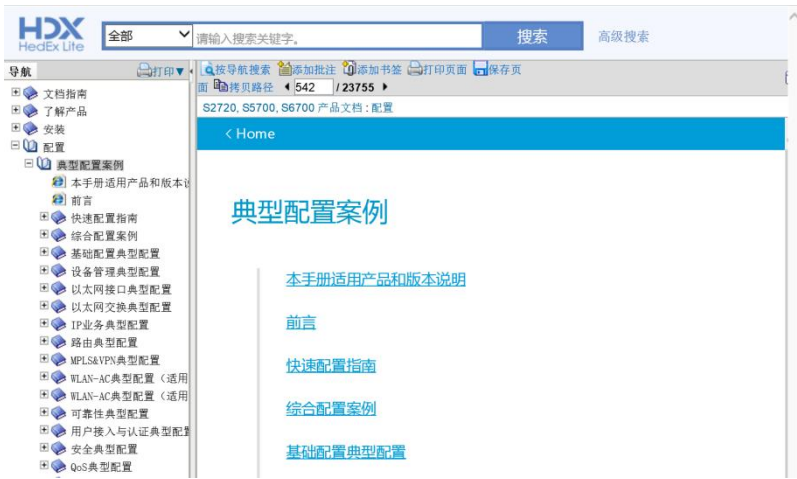 HDX
HedEx Lite
全部
请输入搜索关键字。
搜索
高级搜索
导航
打印▼
按导航搜索 添加批注 添加书签 打印页面 保存页
面 拷贝路径 542 / 23755
S2720, S5700, S6700 产品文档 : 配置
< Home
文档指南
了解产品
安装
配置
典型配置案例
本手册适用产品和版本
前言
快速配置指南
综合配置案例
基础配置典型配置
设备管理典型配置
以太网接口典型配置
以太网交换典型配置
IP业务典型配置
路由典型配置
MPLS&VPN典型配置
WLAN-AC典型配置（适用
WLAN-AC典型配置（适用
可靠性典型配置
用户接入与认证典型配置
安全典型配置
QoS典型配置
典型配置案例
本手册适用产品和版本说明
前言
快速配置指南
综合配置案例
基础配置典型配置